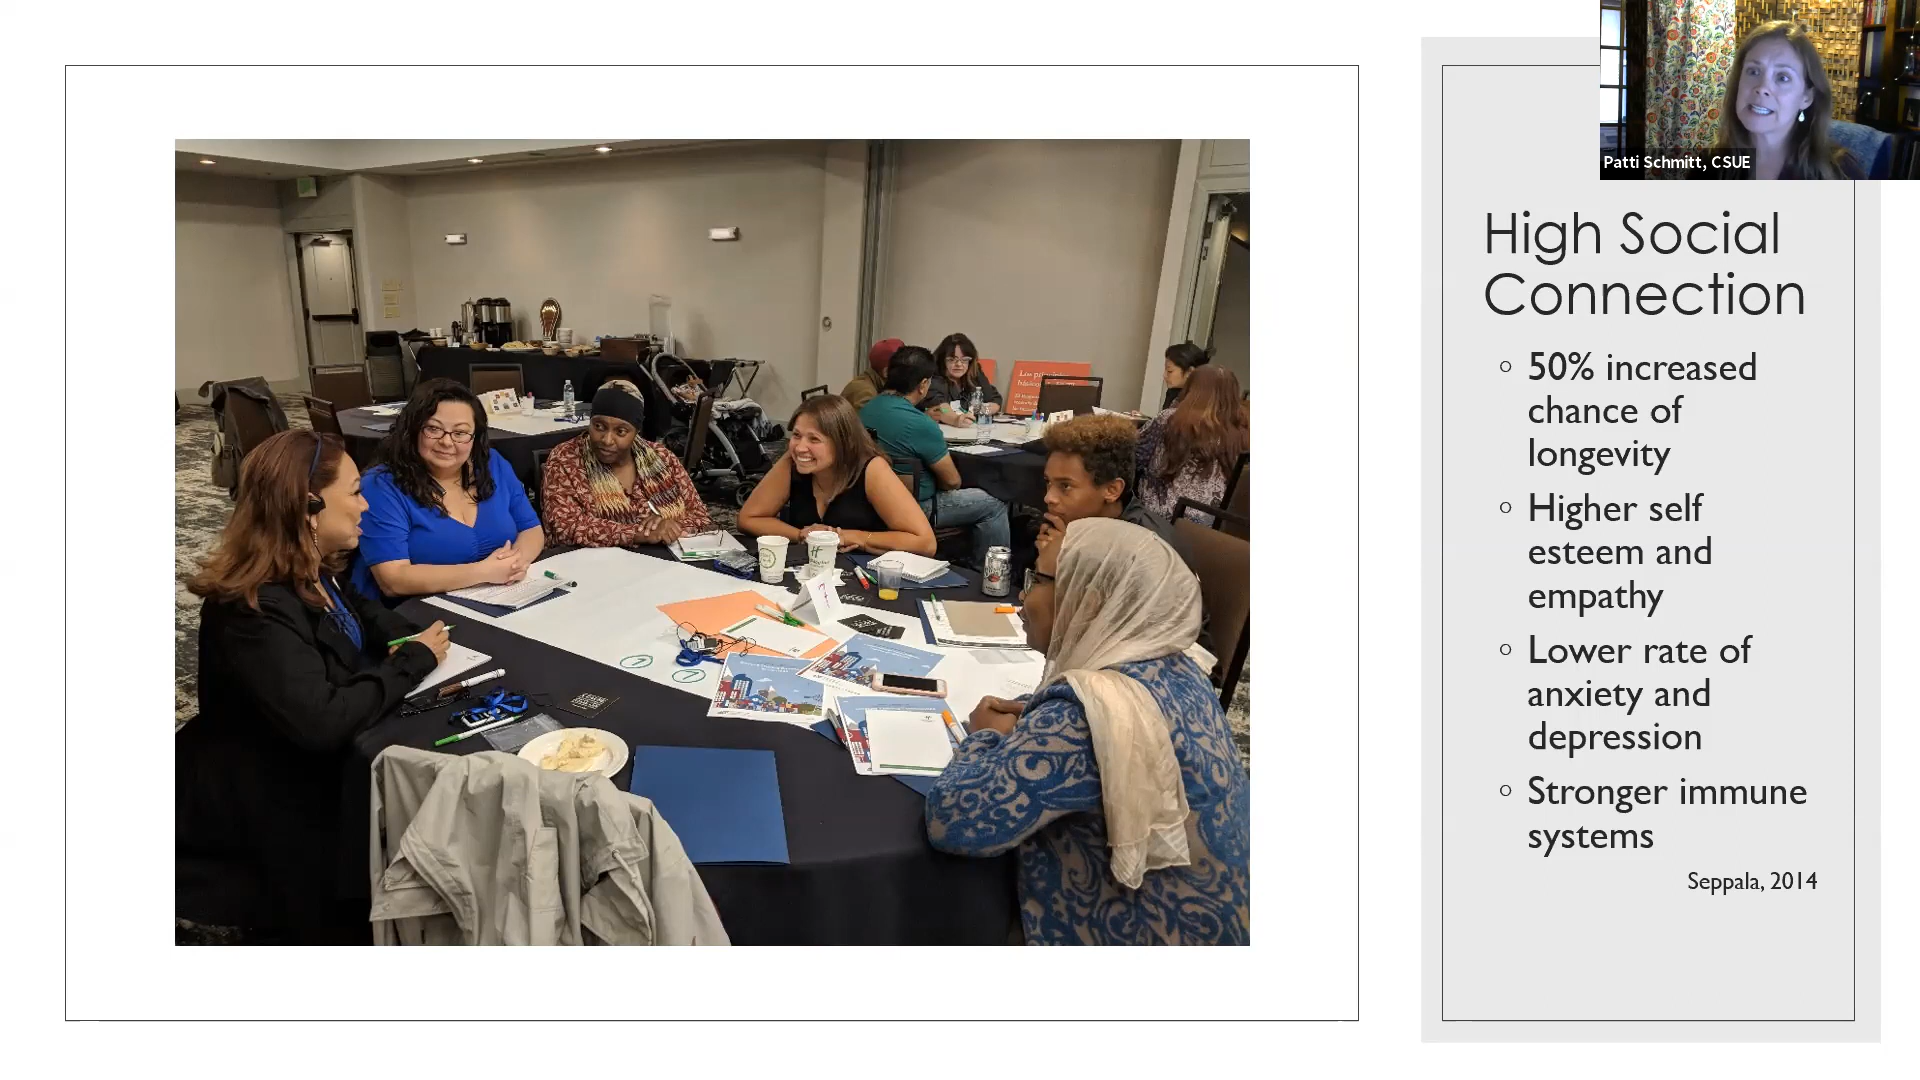 Patti Schmitt, CSUE
High Social
Connection
50% increased
chance of
longevity
Higher self
esteem and
empathy
Lower rate of
anxiety and
depression
Stronger immune
systems
Seppala, 2014